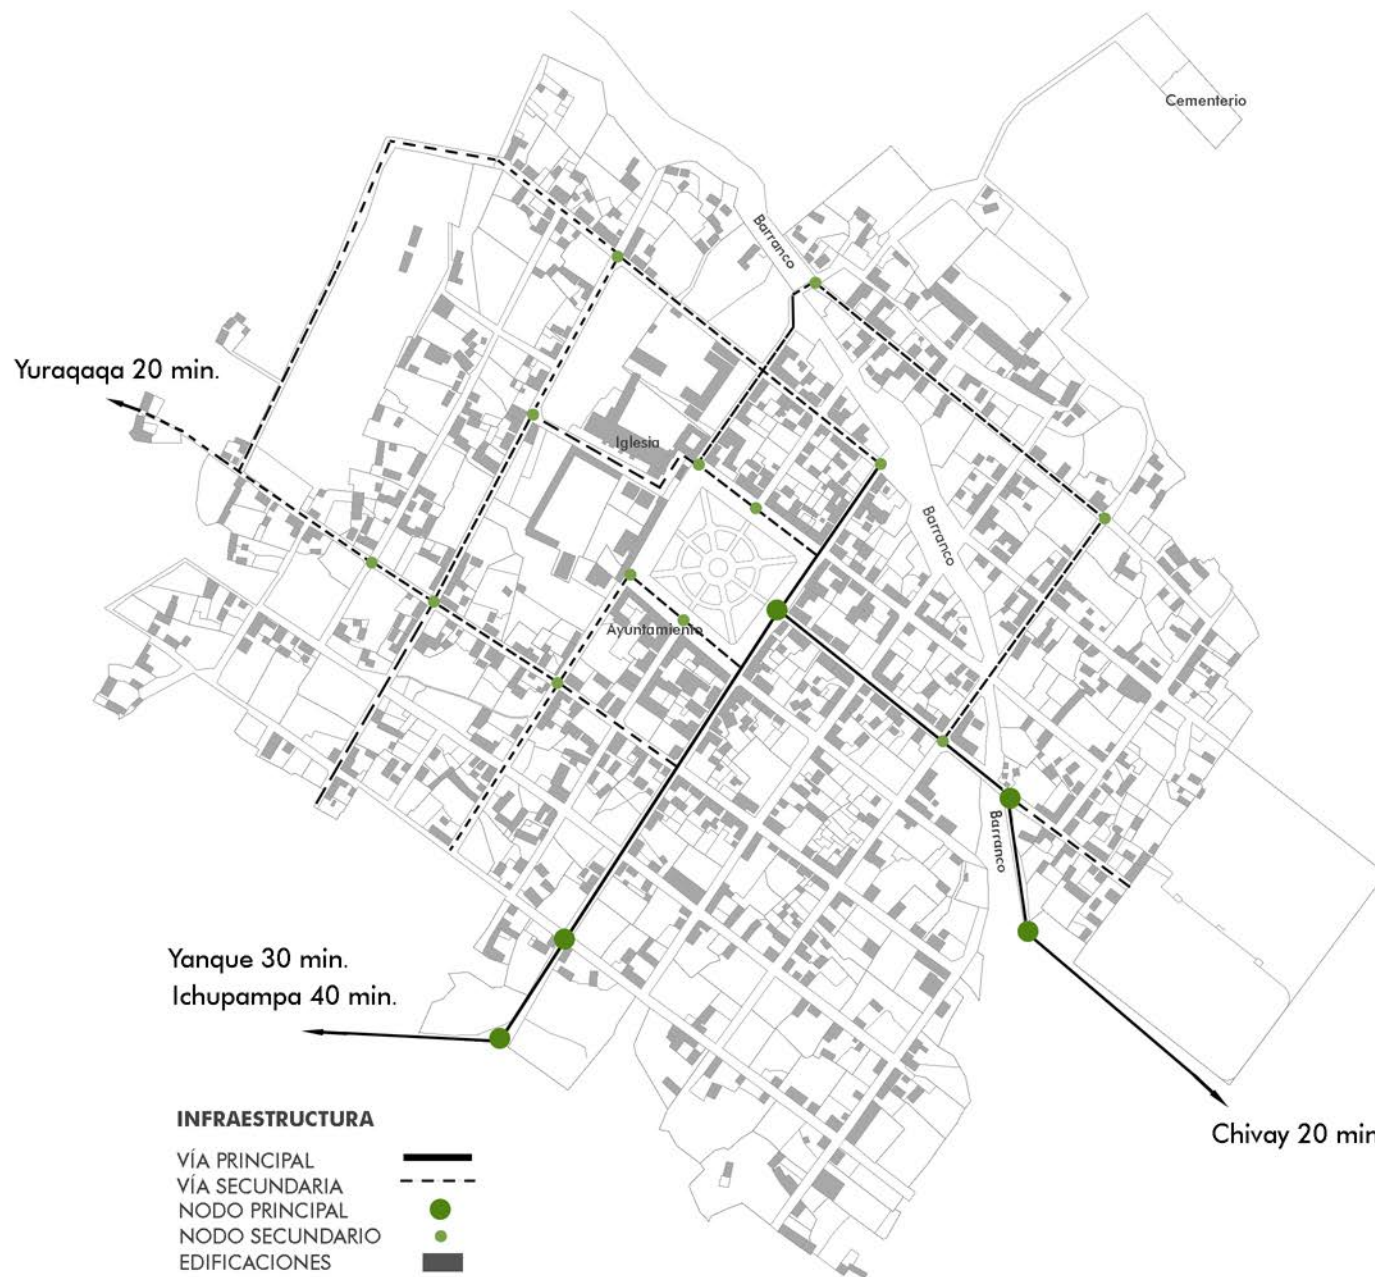 Cementerio
Barranco
Yuraqaqa 20 min.
Iglesia
Barranco
Ayuntamiento
Barranco
Yanque 30 min.
Ichupampa 40 min.
Chivay 20 min
INFRAESTRUCTURA
VÍA PRINCIPAL
VÍA SECUNDARIA
NODO PRINCIPAL
NODO SECUNDARIO
EDIFICACIONES